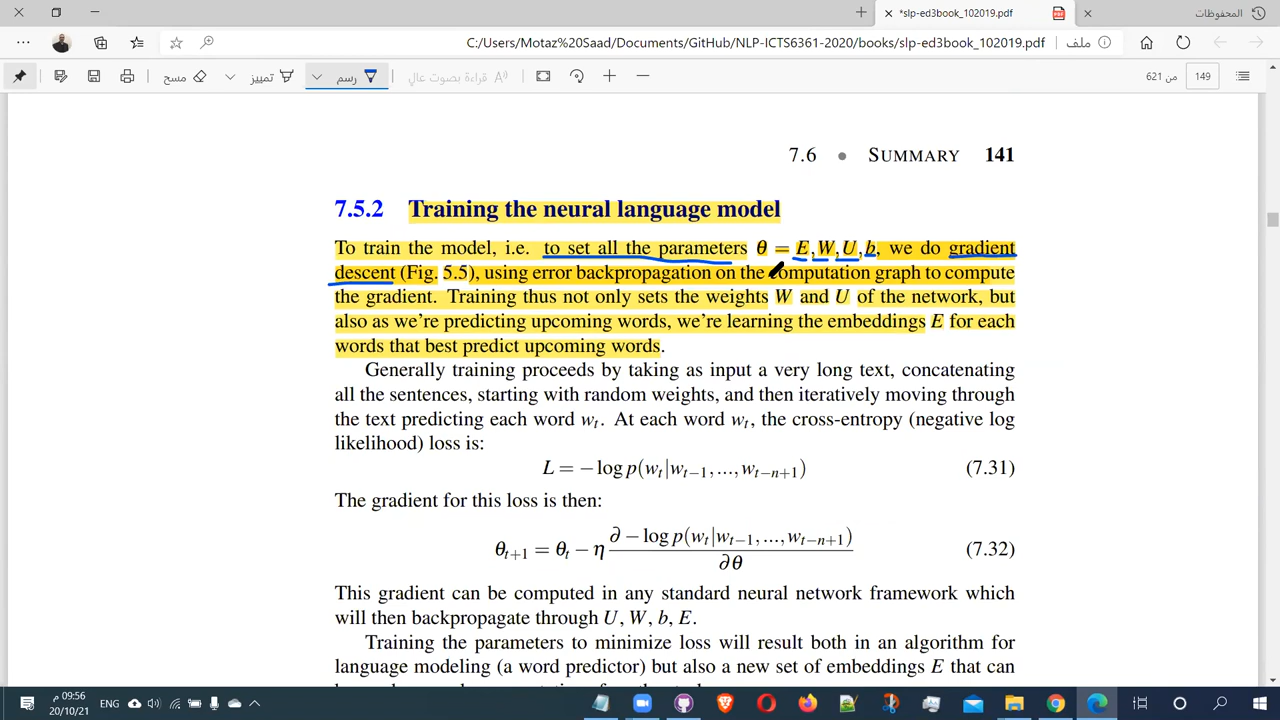 *slp-ed3book_102019.pdf
المحفوظات
C:/Users/Motaz%20Saad/Documents/GitHub/NLP-ICTS6361-2020/books/slp-ed3book_102019.pdf
ملف
مسح
تمييز
رسم
قراءة بصوت عالٍ
من 621
149
7.6 • SUMMARY 141
7.5.2 Training the neural language model
To train the model, i.e. to set all the parameters θ = E,W,U,b, we do gradient
descent (Fig. 5.5), using error backpropagation on the computation graph to compute
the gradient. Training thus not only sets the weights W and U of the network, but
also as we're predicting upcoming words, we're learning the embeddings E for each
words that best predict upcoming words.
Generally training proceeds by taking as input a very long text, concatenating
all the sentences, starting with random weights, and then iteratively moving through
the text predicting each word wt. At each word wt, the cross-entropy (negative log
likelihood) loss is:
L = −log p(wt|wt−1,...,wt−n+1) (7.31)
The gradient for this loss is then:
θt+1 = θt − η ∂ −log p(wt|wt−1,...,wt−n+1) / ∂θ (7.32)
This gradient can be computed in any standard neural network framework which
will then backpropagate through U, W, b, E.
Training the parameters to minimize loss will result both in an algorithm for
language modeling (a word predictor) but also a new set of embeddings E that can
09:56 م
20/10/21
ENG